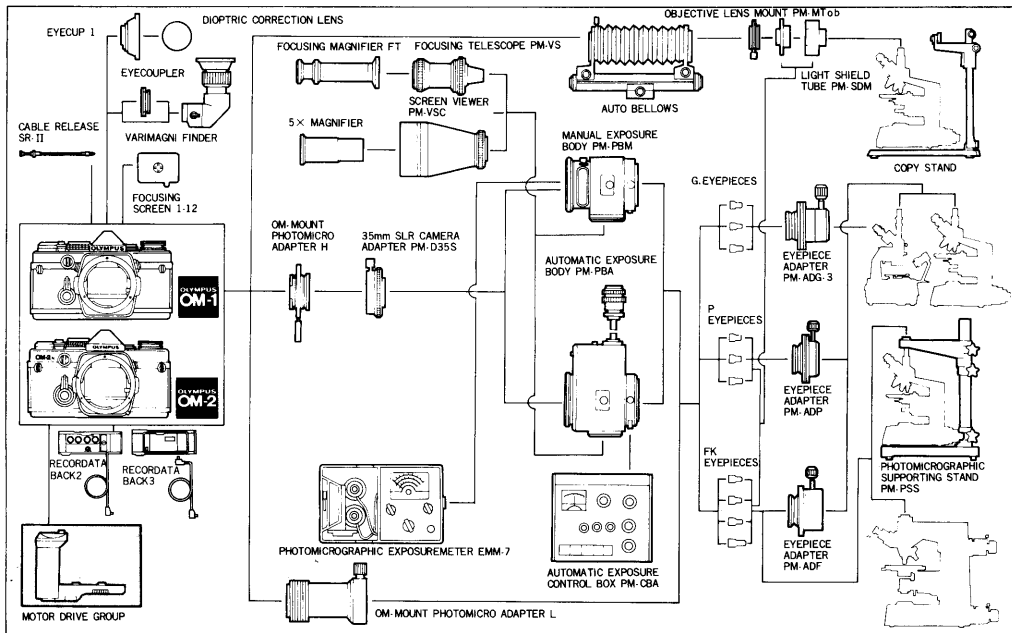 DIOPTRIC CORRECTION LENS
EYECUP 1
EYECOUPLER
VARIMAGNI FINDER
CABLE RELEASE
SR-II
FOCUSING
SCREEN 1-12
OLYMPUS
OLYMPUS
OM-1
OLYMPUS
OM-2
OLYMPUS
OM-2
RECORDATA
BACK2
RECORDATA
BACK3
MOTOR DRIVE GROUP
FOCUSING MAGNIFIER FT
FOCUSING TELESCOPE PM-VS
SCREEN VIEWER
PM-VSC
5× MAGNIFIER
OM-MOUNT
PHOTOMICRO
ADAPTER H
35mm SLR CAMERA
ADAPTER PM-D35S
PHOTOMICROGRAPHIC EXPOSUREMETER EMM-7
OM-MOUNT PHOTOMICRO ADAPTER L
AUTO BELLOWS
MANUAL EXPOSURE
BODY PM-PBM
AUTOMATIC EXPOSURE
BODY PM-PBA
AUTOMATIC EXPOSURE
CONTROL BOX PM-CBA
OBJECTIVE LENS MOUNT PM-MTob
LIGHT SHIELD
TUBE PM-SDM
COPY STAND
G.EYEPIECES
EYEPIECE
ADAPTER
PM-ADG-3
P
EYEPIECES
EYEPIECE
ADAPTER
PM-ADP
FK
EYEPIECES
EYEPIECE
ADAPTER
PM-ADF
PHOTOMICROGRAPHIC
SUPPORTING STAND
PM-PSS